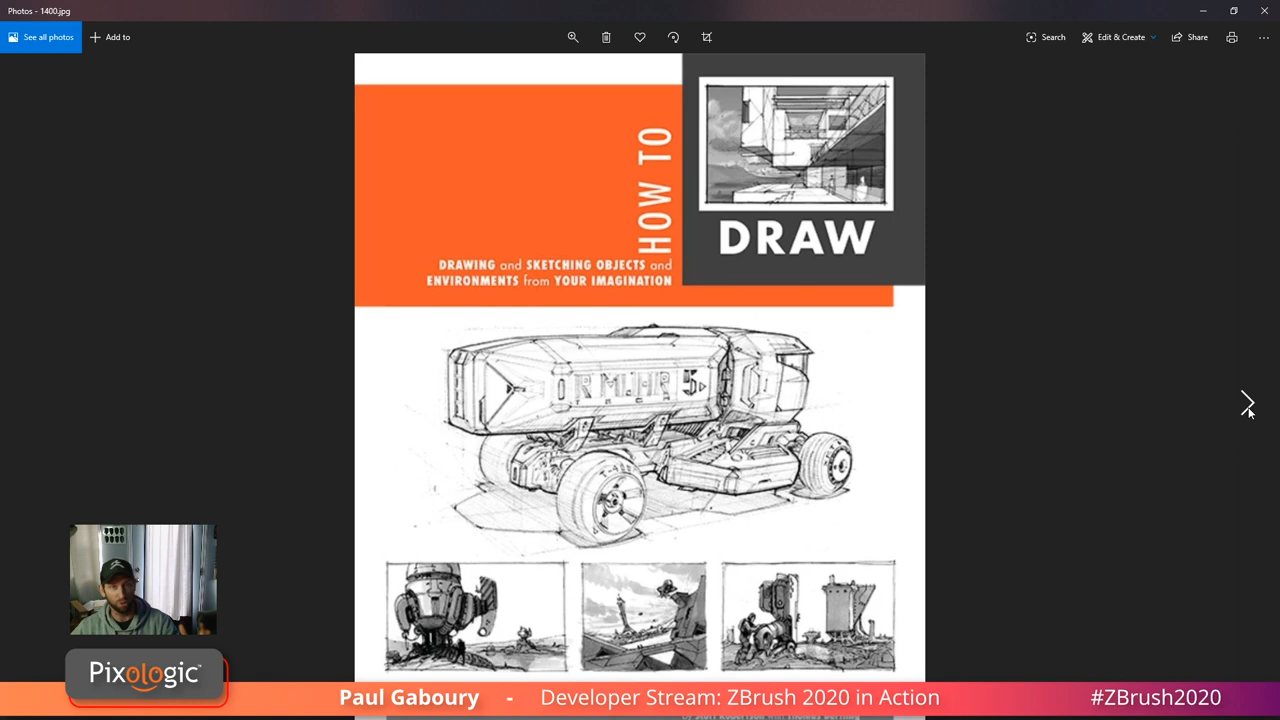 Photos - 1400.jpg
See all photos
Add to
Search
Edit & Create
Share
HOW TO
DRAW
DRAWING and SKETCHING OBJECTS and
ENVIRONMENTS from YOUR IMAGINATION
Pixologic™
Paul Gaboury - Developer Stream: ZBrush 2020 in Action #ZBrush2020